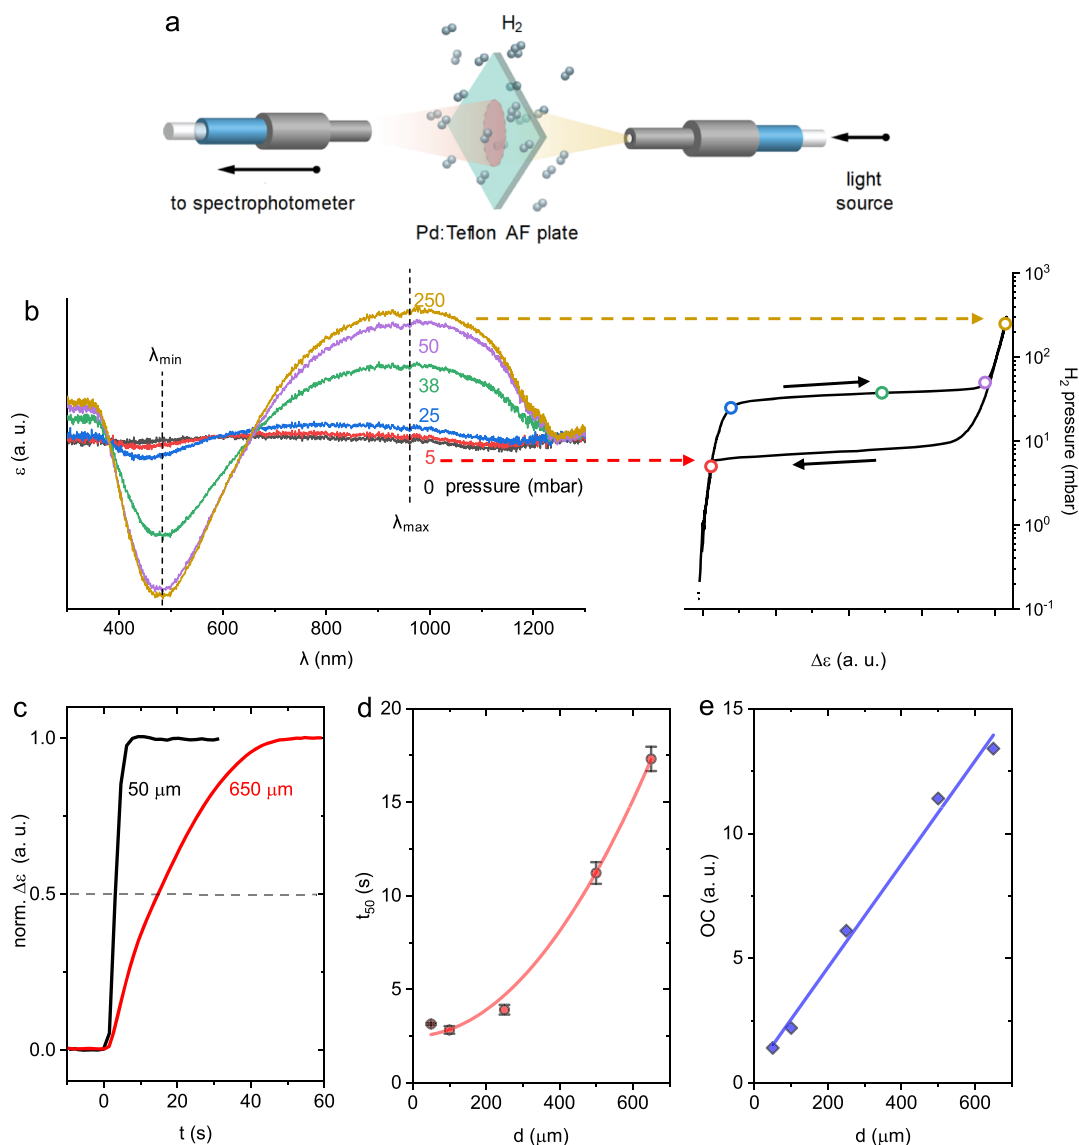 a
H2
to spectrophotometer
light
source
Pd:Teflon AF plate
b
250
50
38
25
5
0 pressure (mbar)
λmin
λmax
ε (a. u.)
400
600
800
1000
1200
λ (nm)
10^3
10^2
10^1
10^0
10^-1
H2 pressure (mbar)
Δε (a. u.)
c
1.0
0.5
0.0
norm. Δε (a. u.)
50 μm
650 μm
0
20
40
60
t (s)
d
20
15
10
5
0
t50 (s)
0
200
400
600
d (μm)
e
15
10
5
0
OC (a. u.)
0
200
400
600
d (μm)